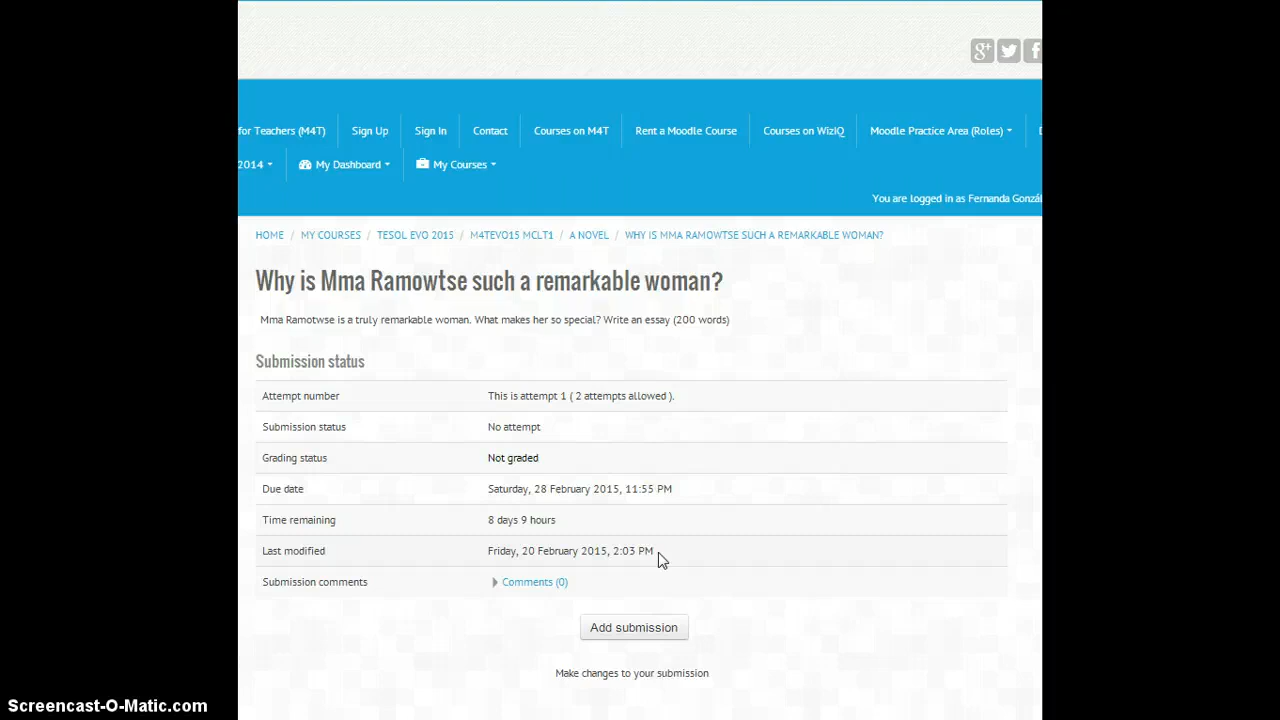 for Teachers (M4T) Sign Up Sign In Contact Courses on M4T Rent a Moodle Course Courses on WizIQ Moodle Practice Area (Roles)
2014 My Dashboard My Courses
You are logged in as Fernanda Gonzál
HOME / MY COURSES / TESOL EVO 2015 / M4TEVO15 MCLT1 / A NOVEL / WHY IS MMA RAMOWTSE SUCH A REMARKABLE WOMAN?
Why is Mma Ramowtse such a remarkable woman?
Mma Ramotwse is a truly remarkable woman. What makes her so special? Write an essay (200 words)
Submission status
Attempt number This is attempt 1 ( 2 attempts allowed ).
Submission status No attempt
Grading status Not graded
Due date Saturday, 28 February 2015, 11:55 PM
Time remaining 8 days 9 hours
Last modified Friday, 20 February 2015, 2:03 PM
Submission comments Comments (0)
Add submission
Make changes to your submission
Screencast-O-Matic.com